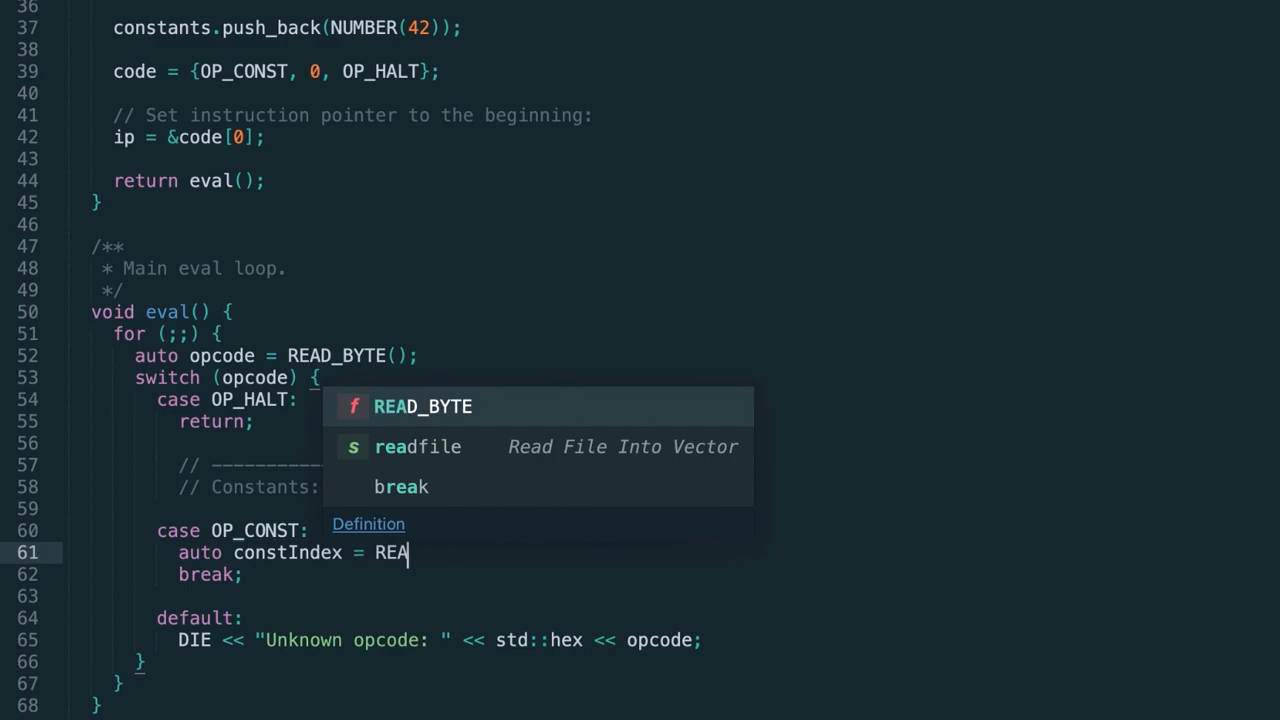 36
37 constants.push_back(NUMBER(42));
38
39 code = {OP_CONST, 0, OP_HALT};
40
41 // Set instruction pointer to the beginning:
42 ip = &code[0];
43
44 return eval();
45 }
46
47 /**
48 * Main eval loop.
49 */
50 void eval() {
51 for (;;) {
52 auto opcode = READ_BYTE();
53 switch (opcode) {
54 case OP_HALT:
READ_BYTE
55 return;
56
readfile Read File Into Vector
57 // ----------
58 // Constants:
break
59
Definition
60 case OP_CONST:
61 auto constIndex = REA
62 break;
63
64 default:
65 DIE << "Unknown opcode: " << std::hex << opcode;
66 }
67 }
68 }